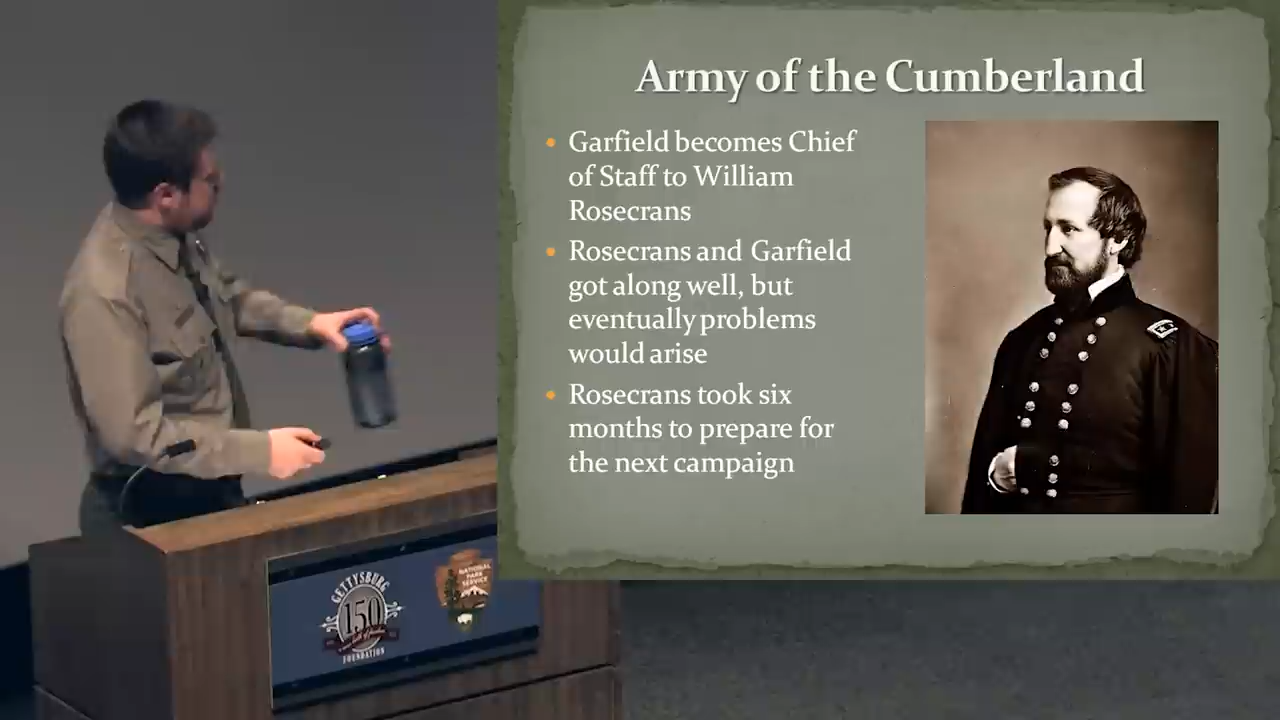 Army of the Cumberland
Garfield becomes Chief
of Staff to William
Rosecrans
Rosecrans and Garfield
got along well, but
eventually problems
would arise
Rosecrans took six
months to prepare for
the next campaign
GETTYSBURG
150
FOUNDATION
NATIONAL
PARK
SERVICE